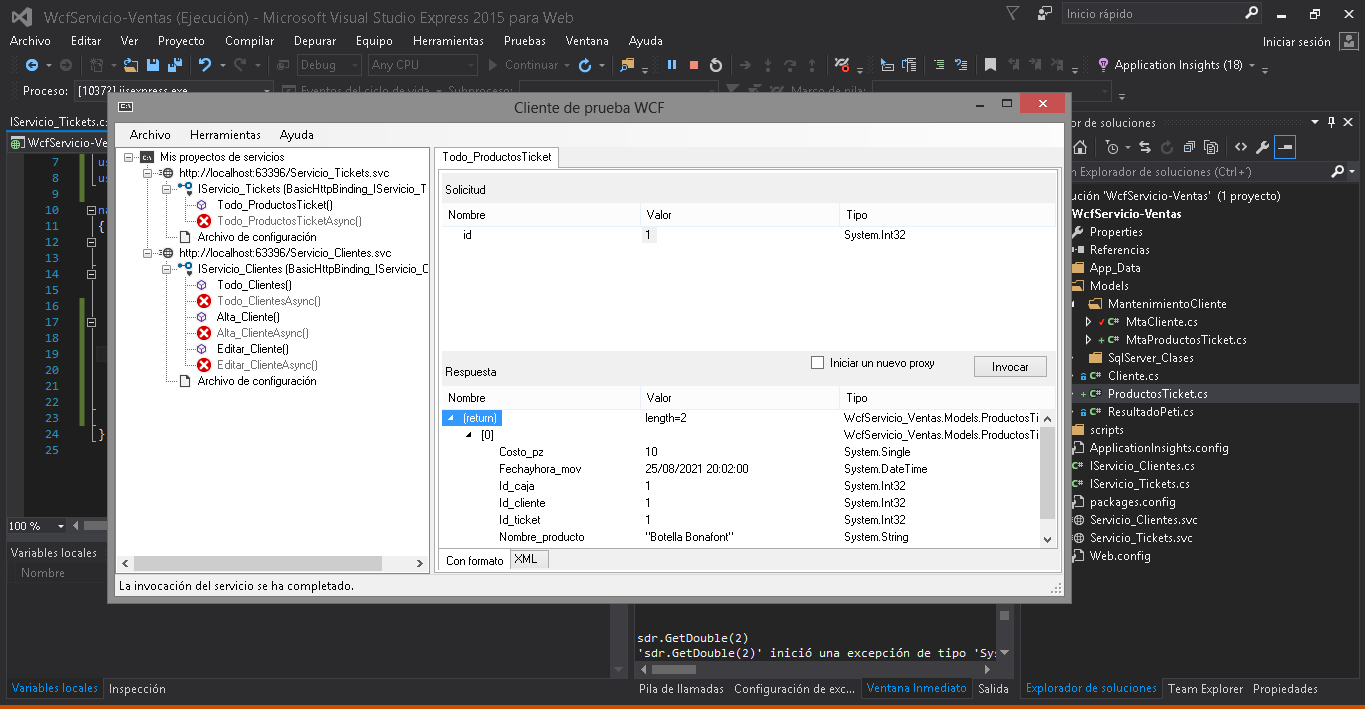 WcfServicio-Ventas (Ejecución) - Microsoft Visual Studio Express 2015 para Web
Inicio rápido
Archivo Editar Ver Proyecto Compilar Depurar Equipo Herramientas Pruebas Ventana Ayuda
Iniciar sesión
Debug Any CPU Continuar Application Insights (18)
Proceso: [10372] iisexpress.exe Eventos del ciclo de vida Subproceso: Marco de pila:
IServicio_Tickets.c
WcfServicio-Ve
7 us
8 us
9
10 na
11 {
12
13
14
15
16
17
18
19
20
21
22
23
24 }
25
100 %
Variables locales
Nombre
Cliente de prueba WCF
Archivo Herramientas Ayuda
Mis proyectos de servicios
http://localhost:63396/Servicio_Tickets.svc
IServicio_Tickets (BasicHttpBinding_IServicio_T
Todo_ProductosTicket()
Todo_ProductosTicketAsync()
Archivo de configuración
http://localhost:63396/Servicio_Clientes.svc
IServicio_Clientes (BasicHttpBinding_IServicio_C
Todo_Clientes()
Todo_ClientesAsync()
Alta_Cliente()
Alta_ClienteAsync()
Editar_Cliente()
Editar_ClienteAsync()
Archivo de configuración
Todo_ProductosTicket
Solicitud
Nombre Valor Tipo
id 1 System.Int32
Respuesta
Iniciar un nuevo proxy
Invocar
Nombre Valor Tipo
(return) length=2 WcfServicio_Ventas.Models.ProductosTi
[0] WcfServicio_Ventas.Models.ProductosTi
Costo_pz 10 System.Single
Fechayhora_mov 25/08/2021 20:02:00 System.DateTime
Id_caja 1 System.Int32
Id_cliente 1 System.Int32
Id_ticket 1 System.Int32
Nombre_producto "Botella Bonafont" System.String
Con formato XML
La invocación del servicio se ha completado.
or de soluciones
n Explorador de soluciones (Ctrl+´)
ución 'WcfServicio-Ventas' (1 proyecto)
WcfServicio-Ventas
Properties
Referencias
App_Data
Models
MantenimientoCliente
MtaCliente.cs
MtaProductosTicket.cs
SqlServer_Clases
Cliente.cs
ProductosTicket.cs
ResultadoPeti.cs
scripts
ApplicationInsights.config
IServicio_Clientes.cs
IServicio_Tickets.cs
packages.config
Servicio_Clientes.svc
Servicio_Tickets.svc
Web.config
sdr.GetDouble(2)
'sdr.GetDouble(2)' inició una excepción de tipo 'Sys
Variables locales Inspección
Pila de llamadas Configuración de exc... Ventana Inmediato Salida
Explorador de soluciones Team Explorer Propiedades